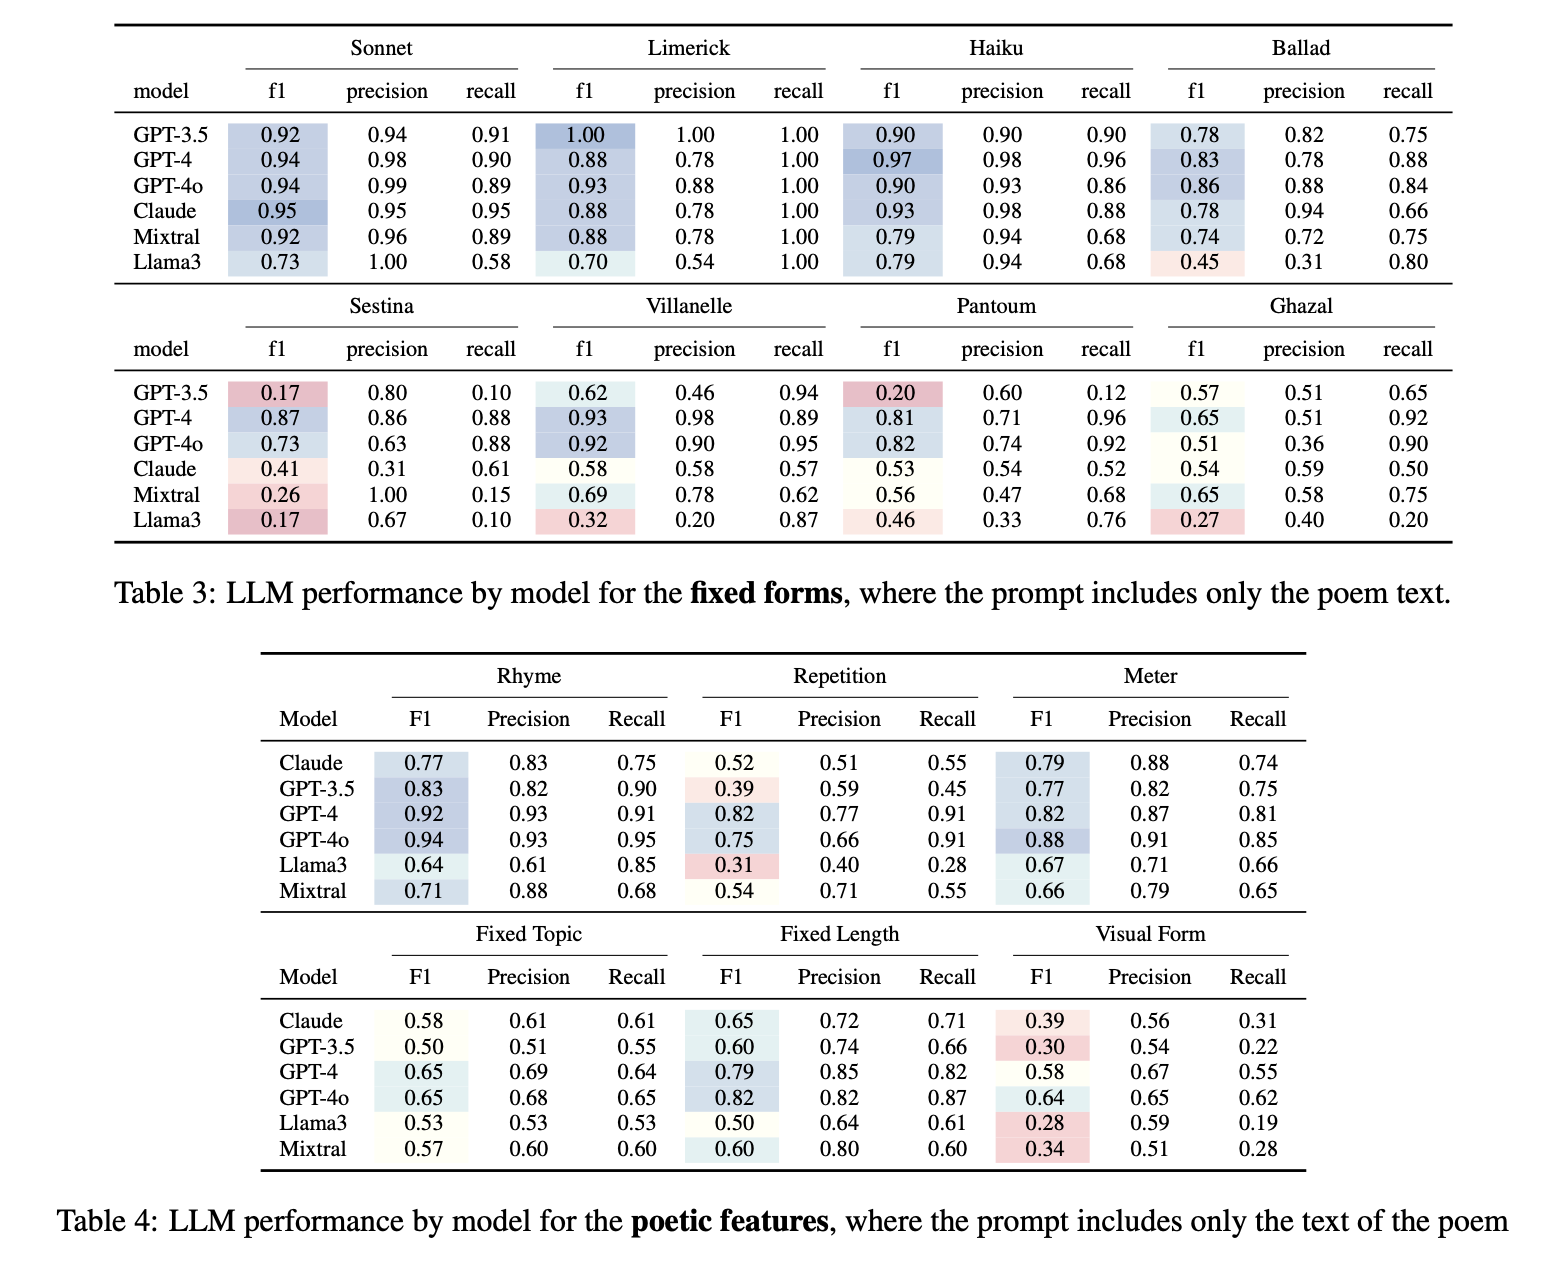 Sonnet Limerick Haiku Ballad
model f1 precision recall f1 precision recall f1 precision recall f1 precision recall
GPT-3.5 0.92 0.94 0.91 1.00 1.00 1.00 0.90 0.90 0.90 0.78 0.82 0.75
GPT-4 0.94 0.98 0.90 0.88 0.78 1.00 0.97 0.98 0.96 0.83 0.78 0.88
GPT-4o 0.94 0.99 0.89 0.93 0.88 1.00 0.90 0.93 0.86 0.86 0.88 0.84
Claude 0.95 0.95 0.95 0.88 0.78 1.00 0.93 0.98 0.88 0.78 0.94 0.66
Mixtral 0.92 0.96 0.89 0.88 0.78 1.00 0.79 0.94 0.68 0.74 0.72 0.75
Llama3 0.73 1.00 0.58 0.70 0.54 1.00 0.79 0.94 0.68 0.45 0.31 0.80
Sestina Villanelle Pantoum Ghazal
model f1 precision recall f1 precision recall f1 precision recall f1 precision recall
GPT-3.5 0.17 0.80 0.10 0.62 0.46 0.94 0.20 0.60 0.12 0.57 0.51 0.65
GPT-4 0.87 0.86 0.88 0.93 0.98 0.89 0.81 0.71 0.96 0.65 0.51 0.92
GPT-4o 0.73 0.63 0.88 0.92 0.90 0.95 0.82 0.74 0.92 0.51 0.36 0.90
Claude 0.41 0.31 0.61 0.58 0.58 0.57 0.53 0.54 0.52 0.54 0.59 0.50
Mixtral 0.26 1.00 0.15 0.69 0.78 0.62 0.56 0.47 0.68 0.65 0.58 0.75
Llama3 0.17 0.67 0.10 0.32 0.20 0.87 0.46 0.33 0.76 0.27 0.40 0.20
Table 3: LLM performance by model for the fixed forms, where the prompt includes only the poem text.
Rhyme Repetition Meter
Model F1 Precision Recall F1 Precision Recall F1 Precision Recall
Claude 0.77 0.83 0.75 0.52 0.51 0.55 0.79 0.88 0.74
GPT-3.5 0.83 0.82 0.90 0.39 0.59 0.45 0.77 0.82 0.75
GPT-4 0.92 0.93 0.91 0.82 0.77 0.91 0.82 0.87 0.81
GPT-4o 0.94 0.93 0.95 0.75 0.66 0.91 0.88 0.91 0.85
Llama3 0.64 0.61 0.85 0.31 0.40 0.28 0.67 0.71 0.66
Mixtral 0.71 0.88 0.68 0.54 0.71 0.55 0.66 0.79 0.65
Fixed Topic Fixed Length Visual Form
Model F1 Precision Recall F1 Precision Recall F1 Precision Recall
Claude 0.58 0.61 0.61 0.65 0.72 0.71 0.39 0.56 0.31
GPT-3.5 0.50 0.51 0.55 0.60 0.74 0.66 0.30 0.54 0.22
GPT-4 0.65 0.69 0.64 0.79 0.85 0.82 0.58 0.67 0.55
GPT-4o 0.65 0.68 0.65 0.82 0.82 0.87 0.64 0.65 0.62
Llama3 0.53 0.53 0.53 0.50 0.64 0.61 0.28 0.59 0.19
Mixtral 0.57 0.60 0.60 0.60 0.80 0.60 0.34 0.51 0.28
Table 4: LLM performance by model for the poetic features, where the prompt includes only the text of the poem